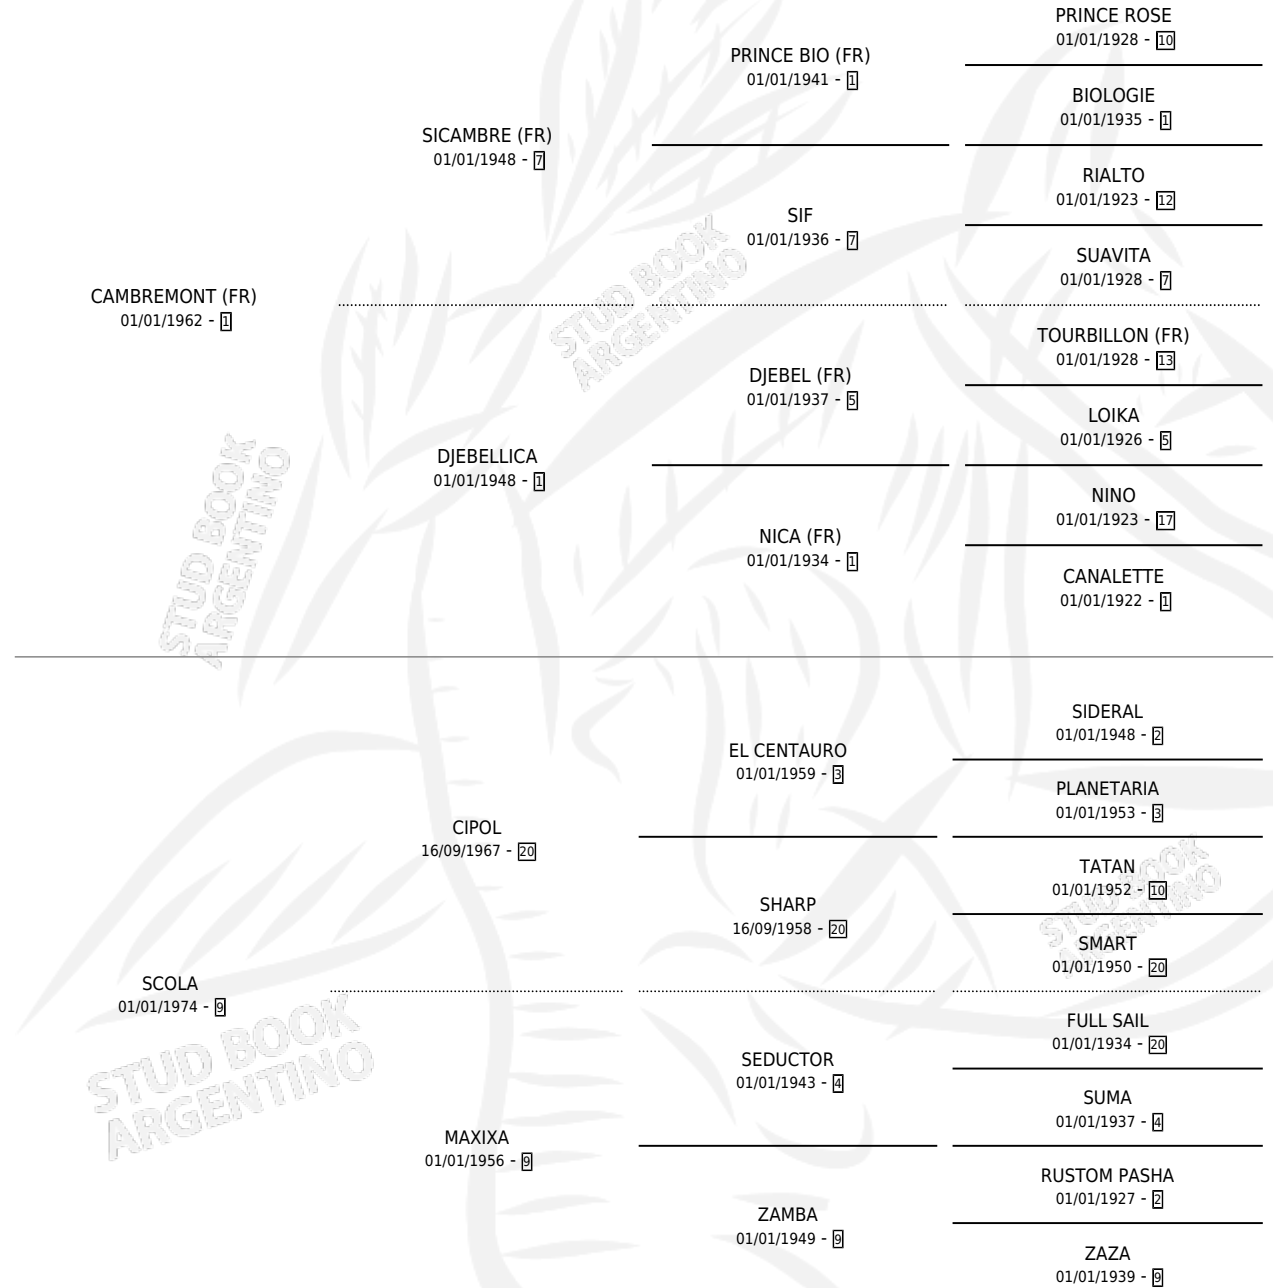 PRINCE ROSE
01/01/1928 - 10
PRINCE BIO (FR)
01/01/1941 - 1
BIOLOGIE
01/01/1935 - 1
SICAMBRE (FR)
01/01/1948 - 7
RIALTO
01/01/1923 - 12
SIF
01/01/1936 - 7
SUAVITA
01/01/1928 - 7
CAMBREMONT (FR)
01/01/1962 - 1
TOURBILLON (FR)
01/01/1928 - 13
DJEBEL (FR)
01/01/1937 - 5
LOIKA
01/01/1926 - 5
DJEBELLICA
01/01/1948 - 1
NINO
01/01/1923 - 17
NICA (FR)
01/01/1934 - 1
CANALETTE
01/01/1922 - 1
SIDERAL
01/01/1948 - 2
EL CENTAURO
01/01/1959 - 3
PLANETARIA
01/01/1953 - 3
CIPOL
16/09/1967 - 20
TATAN
01/01/1952 - 10
SHARP
16/09/1958 - 20
SMART
01/01/1950 - 20
SCOLA
01/01/1974 - 9
FULL SAIL
01/01/1934 - 20
SEDUCTOR
01/01/1943 - 4
SUMA
01/01/1937 - 4
MAXIXA
01/01/1956 - 9
RUSTOM PASHA
01/01/1927 - 2
ZAMBA
01/01/1949 - 9
ZAZA
01/01/1939 - 9
STUD BOOK
ARGENTINO
STUD BOOK
ARGENTINO
STUD BOOK
ARGENTINO
STUD BOOK
ARGENTINO